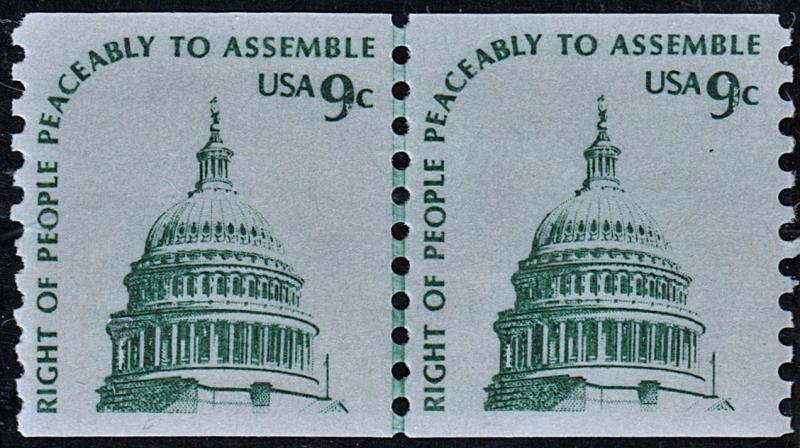 RIGHT OF PEOPLE PEACEABLY TO ASSEMBLE
USA 9c
RIGHT OF PEOPLE PEACEABLY TO ASSEMBLE
USA 9c